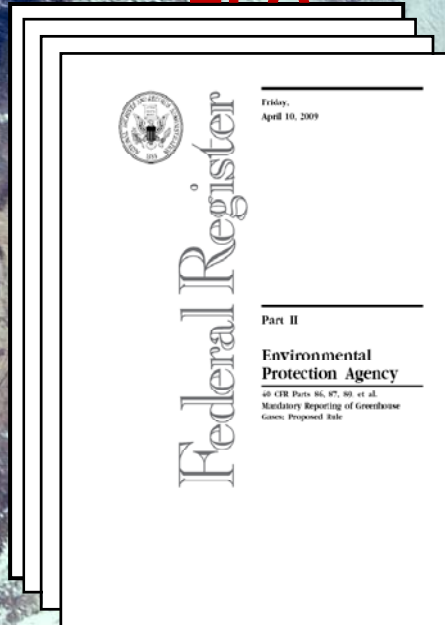 Friday,
April 10, 2009
Federal Register
Part II
Environmental
Protection Agency
40 CFR Parts 86, 87, 89, et al.
Mandatory Reporting of Greenhouse
Gases; Proposed Rule